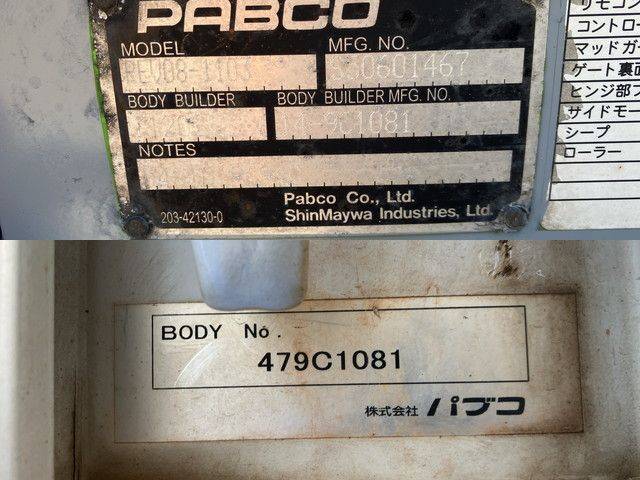 PABCO
MODEL
MFG. NO.
REV08-1103
BODY BUILDER
BODY BUILDER MFG. NO.
9C1081
NOTES
Pabco Co., Ltd.
203-42130-0
ShinMaywa Industries, Ltd.
リモコン
コントロー
マッドガ
ゲート裏面
ヒンジ部ブ
サイドモー
シープ
ローラー
BODY No.
479C1081
株式会社 パブコ